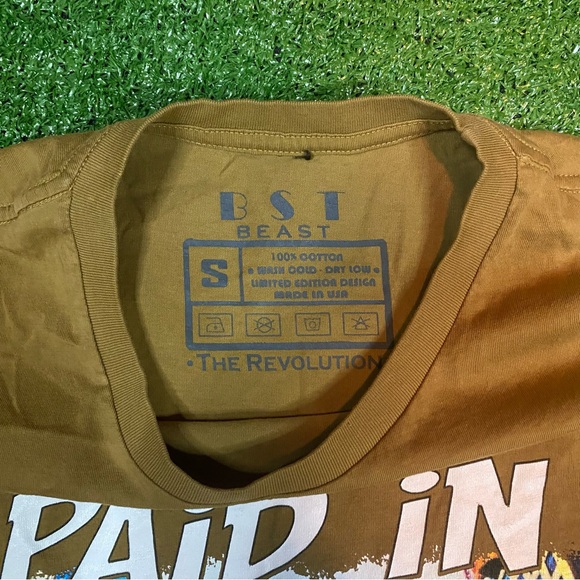 BST
BEAST
S
100% COTTON
• WASH COLD - DRY LOW •
LIMITED EDITION DESIGN
MADE IN USA
• THE REVOLUTION
PAiD iN